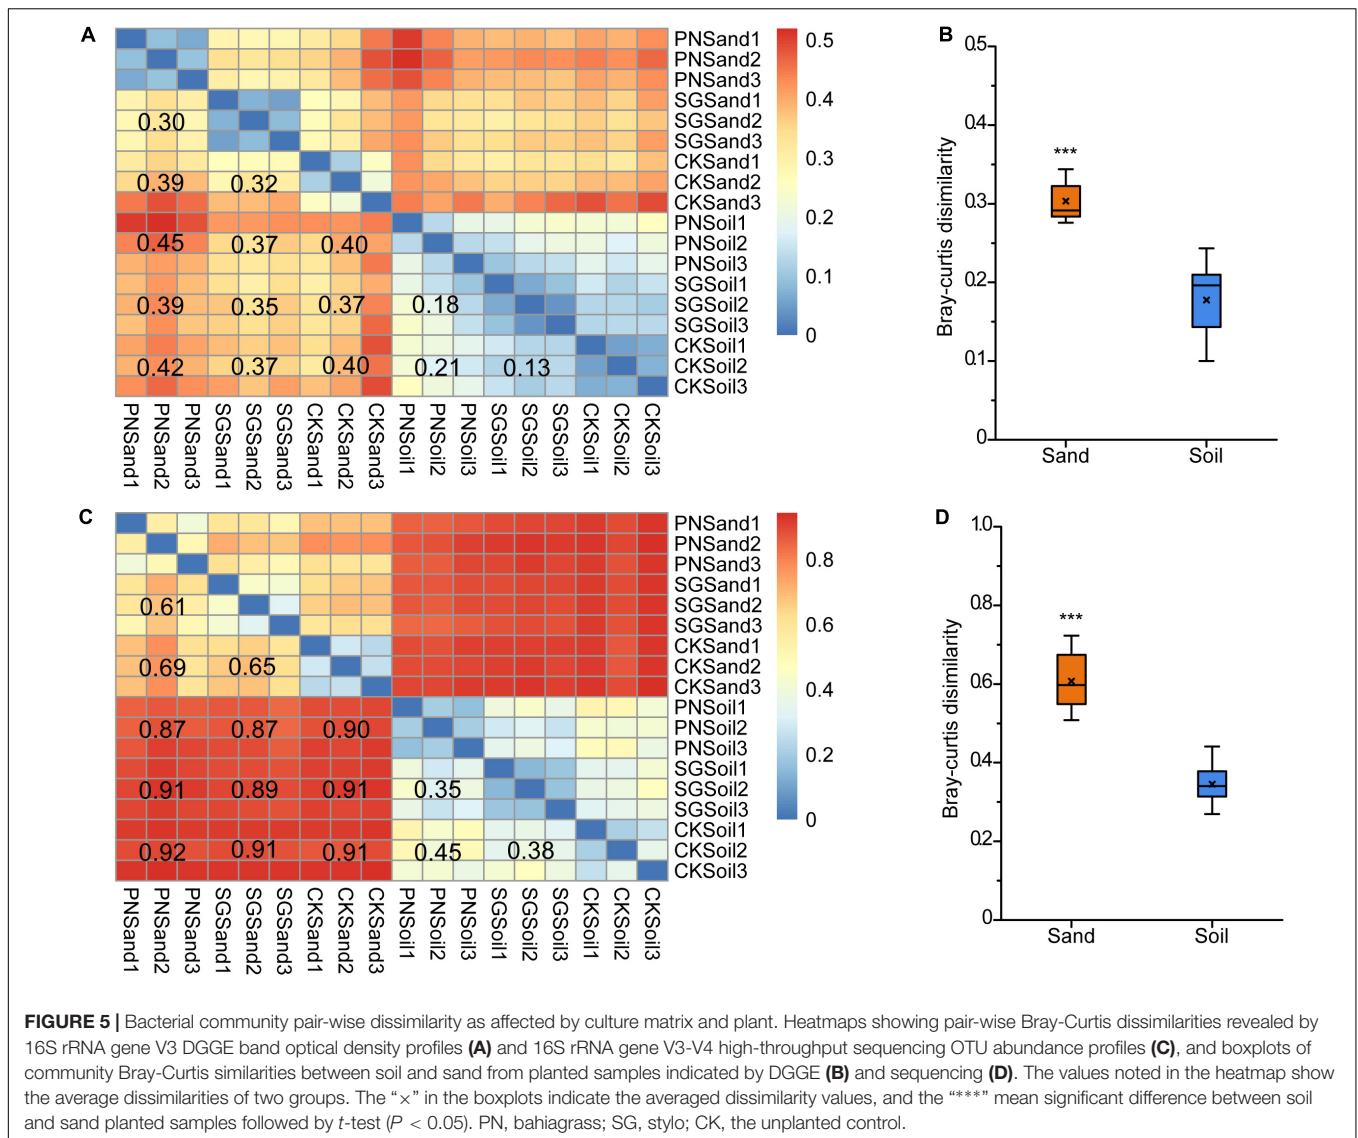 A
PNSand1
PNSand2
PNSand3
SGSand1
SGSand2
SGSand3
CKSand1
CKSand2
CKSand3
PNSoil1
PNSoil2
PNSoil3
SGSoil1
SGSoil2
SGSoil3
CKSoil1
CKSoil2
CKSoil3
0.30
0.39 0.32
0.45 0.37 0.40
0.39 0.35 0.37 0.18
0.42 0.37 0.40 0.21 0.13
PNSand1 PNSand2 PNSand3 SGSand1 SGSand2 SGSand3 CKSand1 CKSand2 CKSand3 PNSoil1 PNSoil2 PNSoil3 SGSoil1 SGSoil2 SGSoil3 CKSoil1 CKSoil2 CKSoil3
0.5
0.4
0.3
0.2
0.1
0
B
Bray-curtis disimilarity
0.5
0.4
0.3
0.2
0.1
0
***
Sand Soil
C
PNSand1
PNSand2
PNSand3
SGSand1
SGSand2
SGSand3
CKSand1
CKSand2
CKSand3
PNSoil1
PNSoil2
PNSoil3
SGSoil1
SGSoil2
SGSoil3
CKSoil1
CKSoil2
CKSoil3
0.61
0.69 0.65
0.87 0.87 0.90
0.91 0.89 0.91 0.35
0.92 0.91 0.91 0.45 0.38
PNSand1 PNSand2 PNSand3 SGSand1 SGSand2 SGSand3 CKSand1 CKSand2 CKSand3 PNSoil1 PNSoil2 PNSoil3 SGSoil1 SGSoil2 SGSoil3 CKSoil1 CKSoil2 CKSoil3
0.8
0.6
0.4
0.2
0
D
Bray-curtis disimilarity
1.0
0.8
0.6
0.4
0.2
0
***
Sand Soil
FIGURE 5 | Bacterial community pair-wise dissimilarity as affected by culture matrix and plant. Heatmaps showing pair-wise Bray-Curtis dissimilarities revealed by
16S rRNA gene V3 DGGE band optical density profiles (A) and 16S rRNA gene V3-V4 high-throughput sequencing OTU abundance profiles (C), and boxplots of
community Bray-Curtis similarities between soil and sand from planted samples indicated by DGGE (B) and sequencing (D). The values noted in the heatmap show
the average dissimilarities of two groups. The “×” in the boxplots indicate the averaged dissimilarity values, and the “***” mean significant difference between soil
and sand planted samples followed by t-test (P < 0.05). PN, bahiagrass; SG, stylo; CK, the unplanted control.